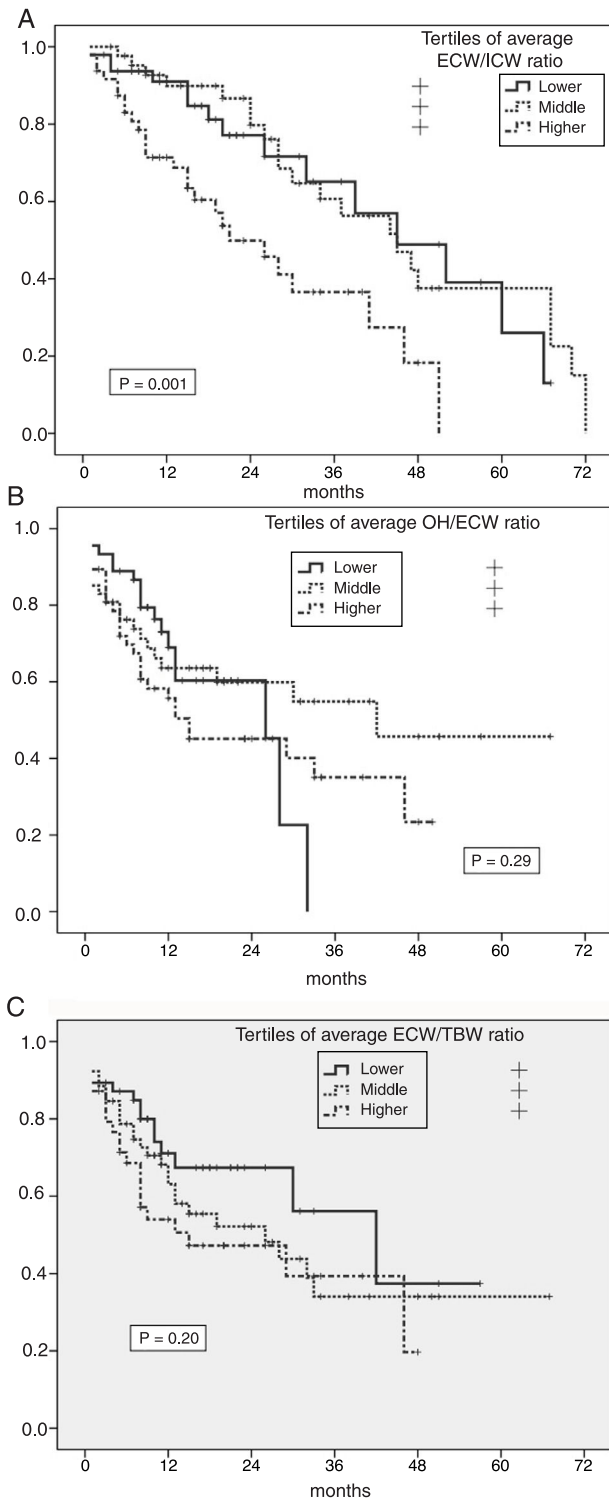 A
Tertiles of average
ECW/ICW ratio
Lower
Middle
Higher
1.0
0.8
0.6
0.4
0.2
0.0
P = 0.001
0 12 24 36 48 60 72
months
B
Tertiles of average OH/ECW ratio
Lower
Middle
Higher
1.0
0.8
0.6
0.4
0.2
0.0
P = 0.29
0 12 24 36 48 60 72
months
C
Tertiles of average ECW/TBW ratio
Lower
Middle
Higher
1.0
0.8
0.6
0.4
0.2
0.0
P = 0.20
0 12 24 36 48 60 72
months